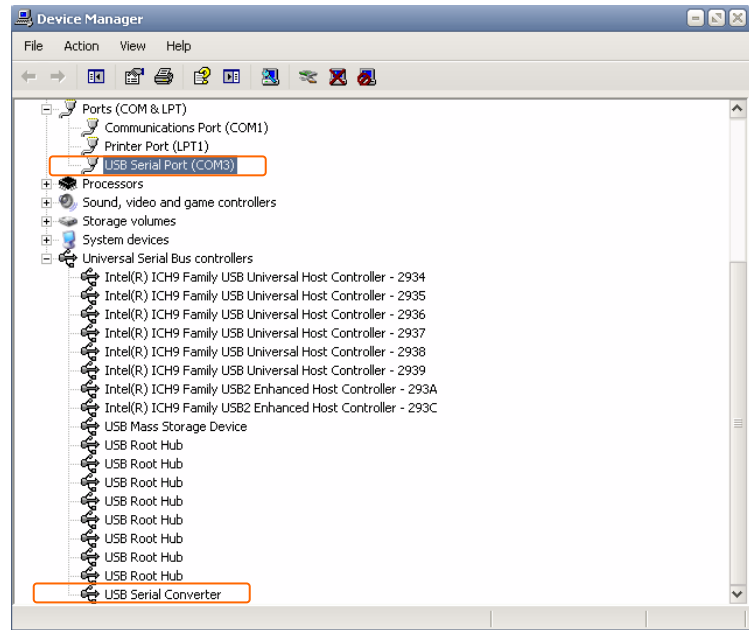 Device Manager
File Action View Help
Ports (COM & LPT)
Communications Port (COM1)
Printer Port (LPT1)
USB Serial Port (COM3)
Processors
Sound, video and game controllers
Storage volumes
System devices
Universal Serial Bus controllers
Intel(R) ICH9 Family USB Universal Host Controller - 2934
Intel(R) ICH9 Family USB Universal Host Controller - 2935
Intel(R) ICH9 Family USB Universal Host Controller - 2936
Intel(R) ICH9 Family USB Universal Host Controller - 2937
Intel(R) ICH9 Family USB Universal Host Controller - 2938
Intel(R) ICH9 Family USB Universal Host Controller - 2939
Intel(R) ICH9 Family USB2 Enhanced Host Controller - 293A
Intel(R) ICH9 Family USB2 Enhanced Host Controller - 293C
USB Mass Storage Device
USB Root Hub
USB Root Hub
USB Root Hub
USB Root Hub
USB Root Hub
USB Root Hub
USB Root Hub
USB Root Hub
USB Serial Converter